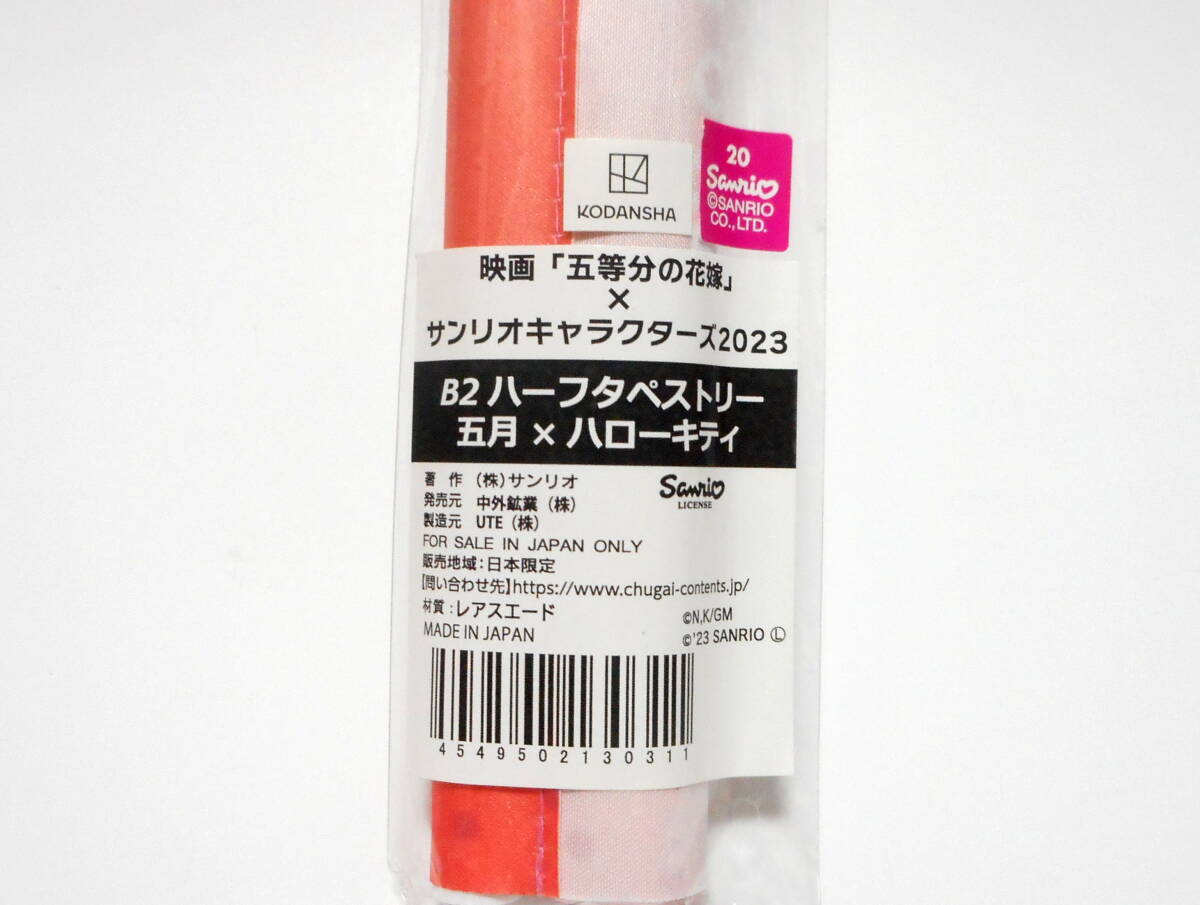 KODANSHA
20
Sanrio
©SANRIO
CO.,LTD.
映画「五等分の花嫁」
×
サンリオキャラクターズ2023
B2 ハーフタペストリー
五月 × ハローキティ
著 作 (株)サンリオ
発売元 中外鉱業(株)
製造元 UTE(株)
Sanrio
LICENSE
FOR SALE IN JAPAN ONLY
販売地域:日本限定
【問い合わせ先】https://www.chugai-contents.jp/
材質:レアスエード
MADE IN JAPAN
©N,K/GM
©'23 SANRIO Ⓛ
4549502130311